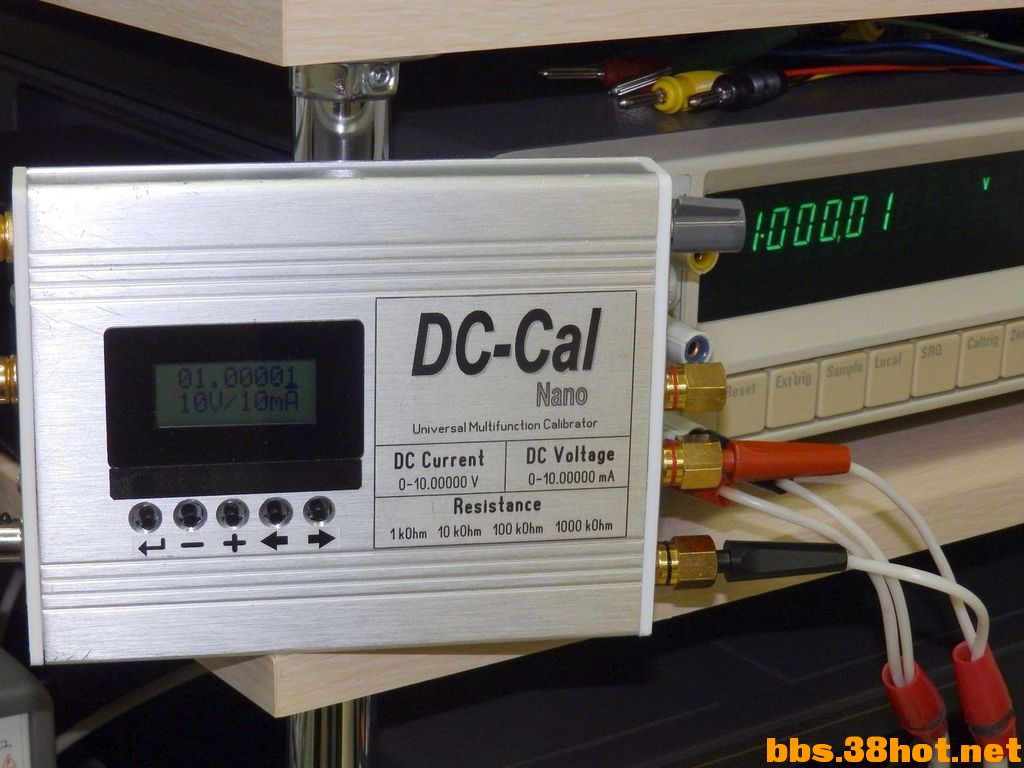 1.000,01
V
DC-Cal
Nano
Universal Multifunction Calibrator
01.00001
10V/10mA
DC Current
0-10.00000 V
DC Voltage
0-10.00000 mA
Resistance
1 kOhm 10 kOhm 100 kOhm 1000 kOhm
Reset
Ext trig
Sample
Local
SRQ
Caltrig
bbs.38hot.net